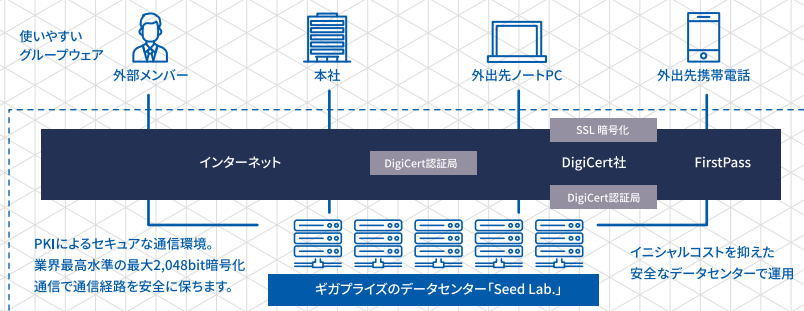 使いやすい
グループウェア
外部メンバー
本社
外出先ノートPC
外出先携帯電話
SSL 暗号化
インターネット
DigiCert認証局
DigiCert社
FirstPass
DigiCert認証局
PKIによるセキュアな通信環境。
業界最高水準の最大2,048bit暗号化
通信で通信経路を安全に保ちます。
イニシャルコストを抑えた
安全なデータセンターで運用
ギガプライズのデータセンター「Seed Lab.」